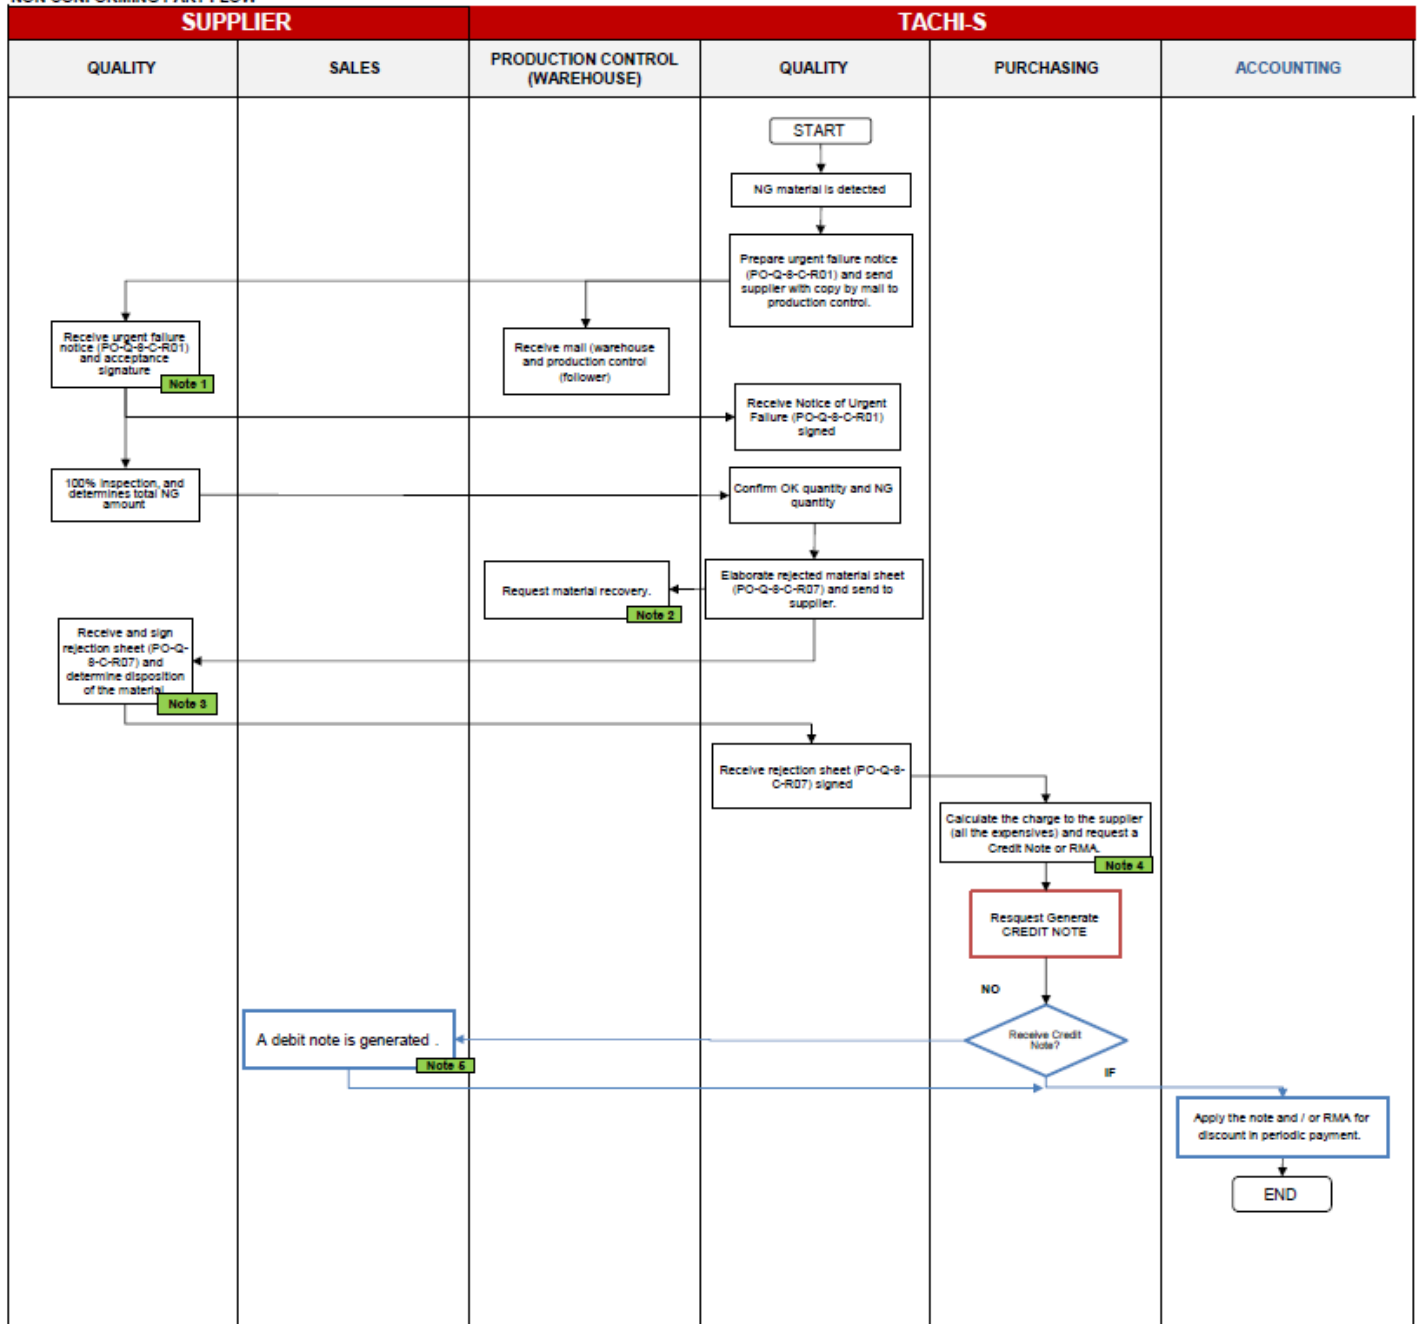 NON CONFORMING PART FLOW
SUPPLIER
TACHI-S
QUALITY
SALES
PRODUCTION CONTROL
(WAREHOUSE)
QUALITY
PURCHASING
ACCOUNTING
START
NG material is detected
Prepare urgent failure notice
(PO-Q-8-C-R01) and send
supplier with copy by mail to
production control.
Receive urgent failure
notice (PO-Q-8-C-R01)
and acceptance
signature
Note 1
Receive mail (warehouse
and production control
(follower)
Receive Notice of Urgent
Failure (PO-Q-8-C-R01)
signed
100% inspection, and
determines total NG
amount
Confirm OK quantity and NG
quantity
Elaborate rejected material sheet
(PO-Q-8-C-R07) and send to
supplier.
Request material recovery.
Note 2
Receive and sign
rejection sheet (PO-Q-
8-C-R07) and
determine disposition
of the material.
Note 3
Receive rejection sheet (PO-Q-8-
C-R07) signed
Calculate the charge to the supplier
(all the expensives) and request a
Credit Note or RMA.
Note 4
Resquest Generate
CREDIT NOTE
NO
Receive Credit
Note?
A debit note is generated .
Note 5
IF
Apply the note and / or RMA for
discount in periodic payment.
END